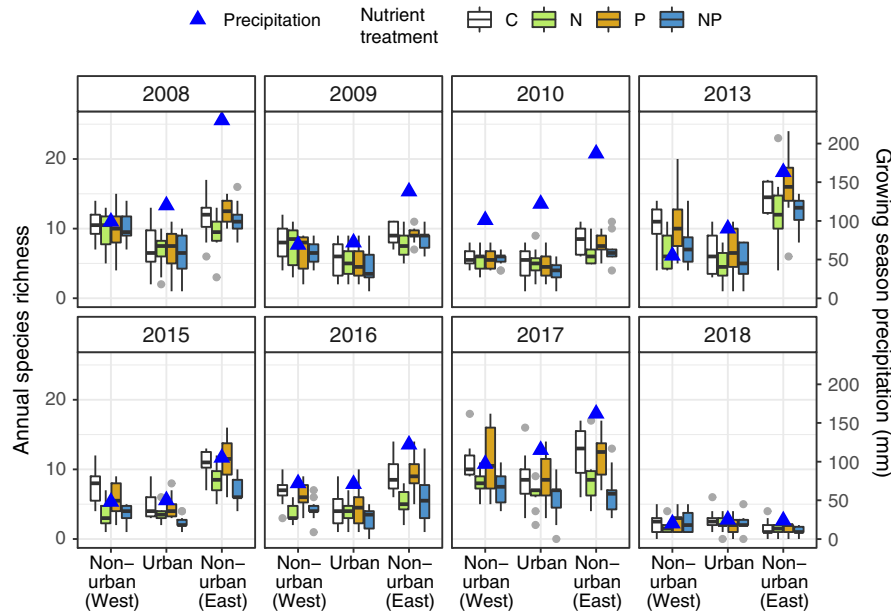 Precipitation Nutrient treatment C N P NP
2008 2009 2010 2013
20
10
0
200
150
100
50
0
2015 2016 2017 2018
20
10
0
200
150
100
50
0
Annual species richness
Growing season precipitation (mm)
Non–
urban
(West)
Urban
Non–
urban
(East)
Non–
urban
(West)
Urban
Non–
urban
(East)
Non–
urban
(West)
Urban
Non–
urban
(East)
Non–
urban
(West)
Urban
Non–
urban
(East)